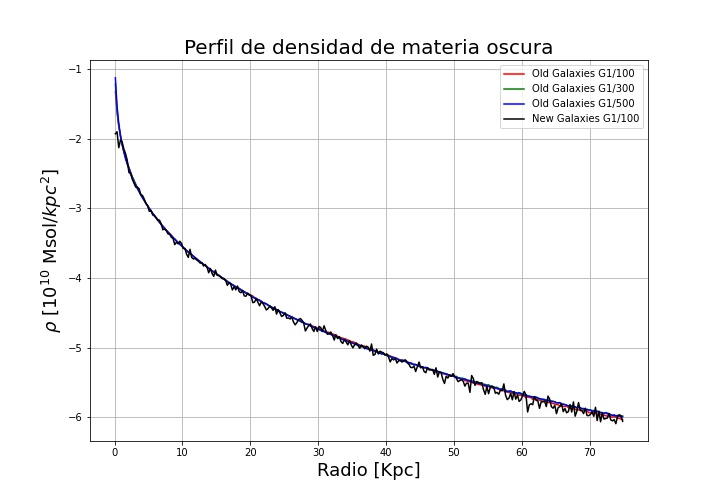 Perfil de densidad de materia oscura
Old Galaxies G1/100
Old Galaxies G1/300
Old Galaxies G1/500
New Galaxies G1/100
−1
−2
−3
−4
−5
−6
ρ [10¹⁰ Msol/kpc²]
0 10 20 30 40 50 60 70
Radio [Kpc]